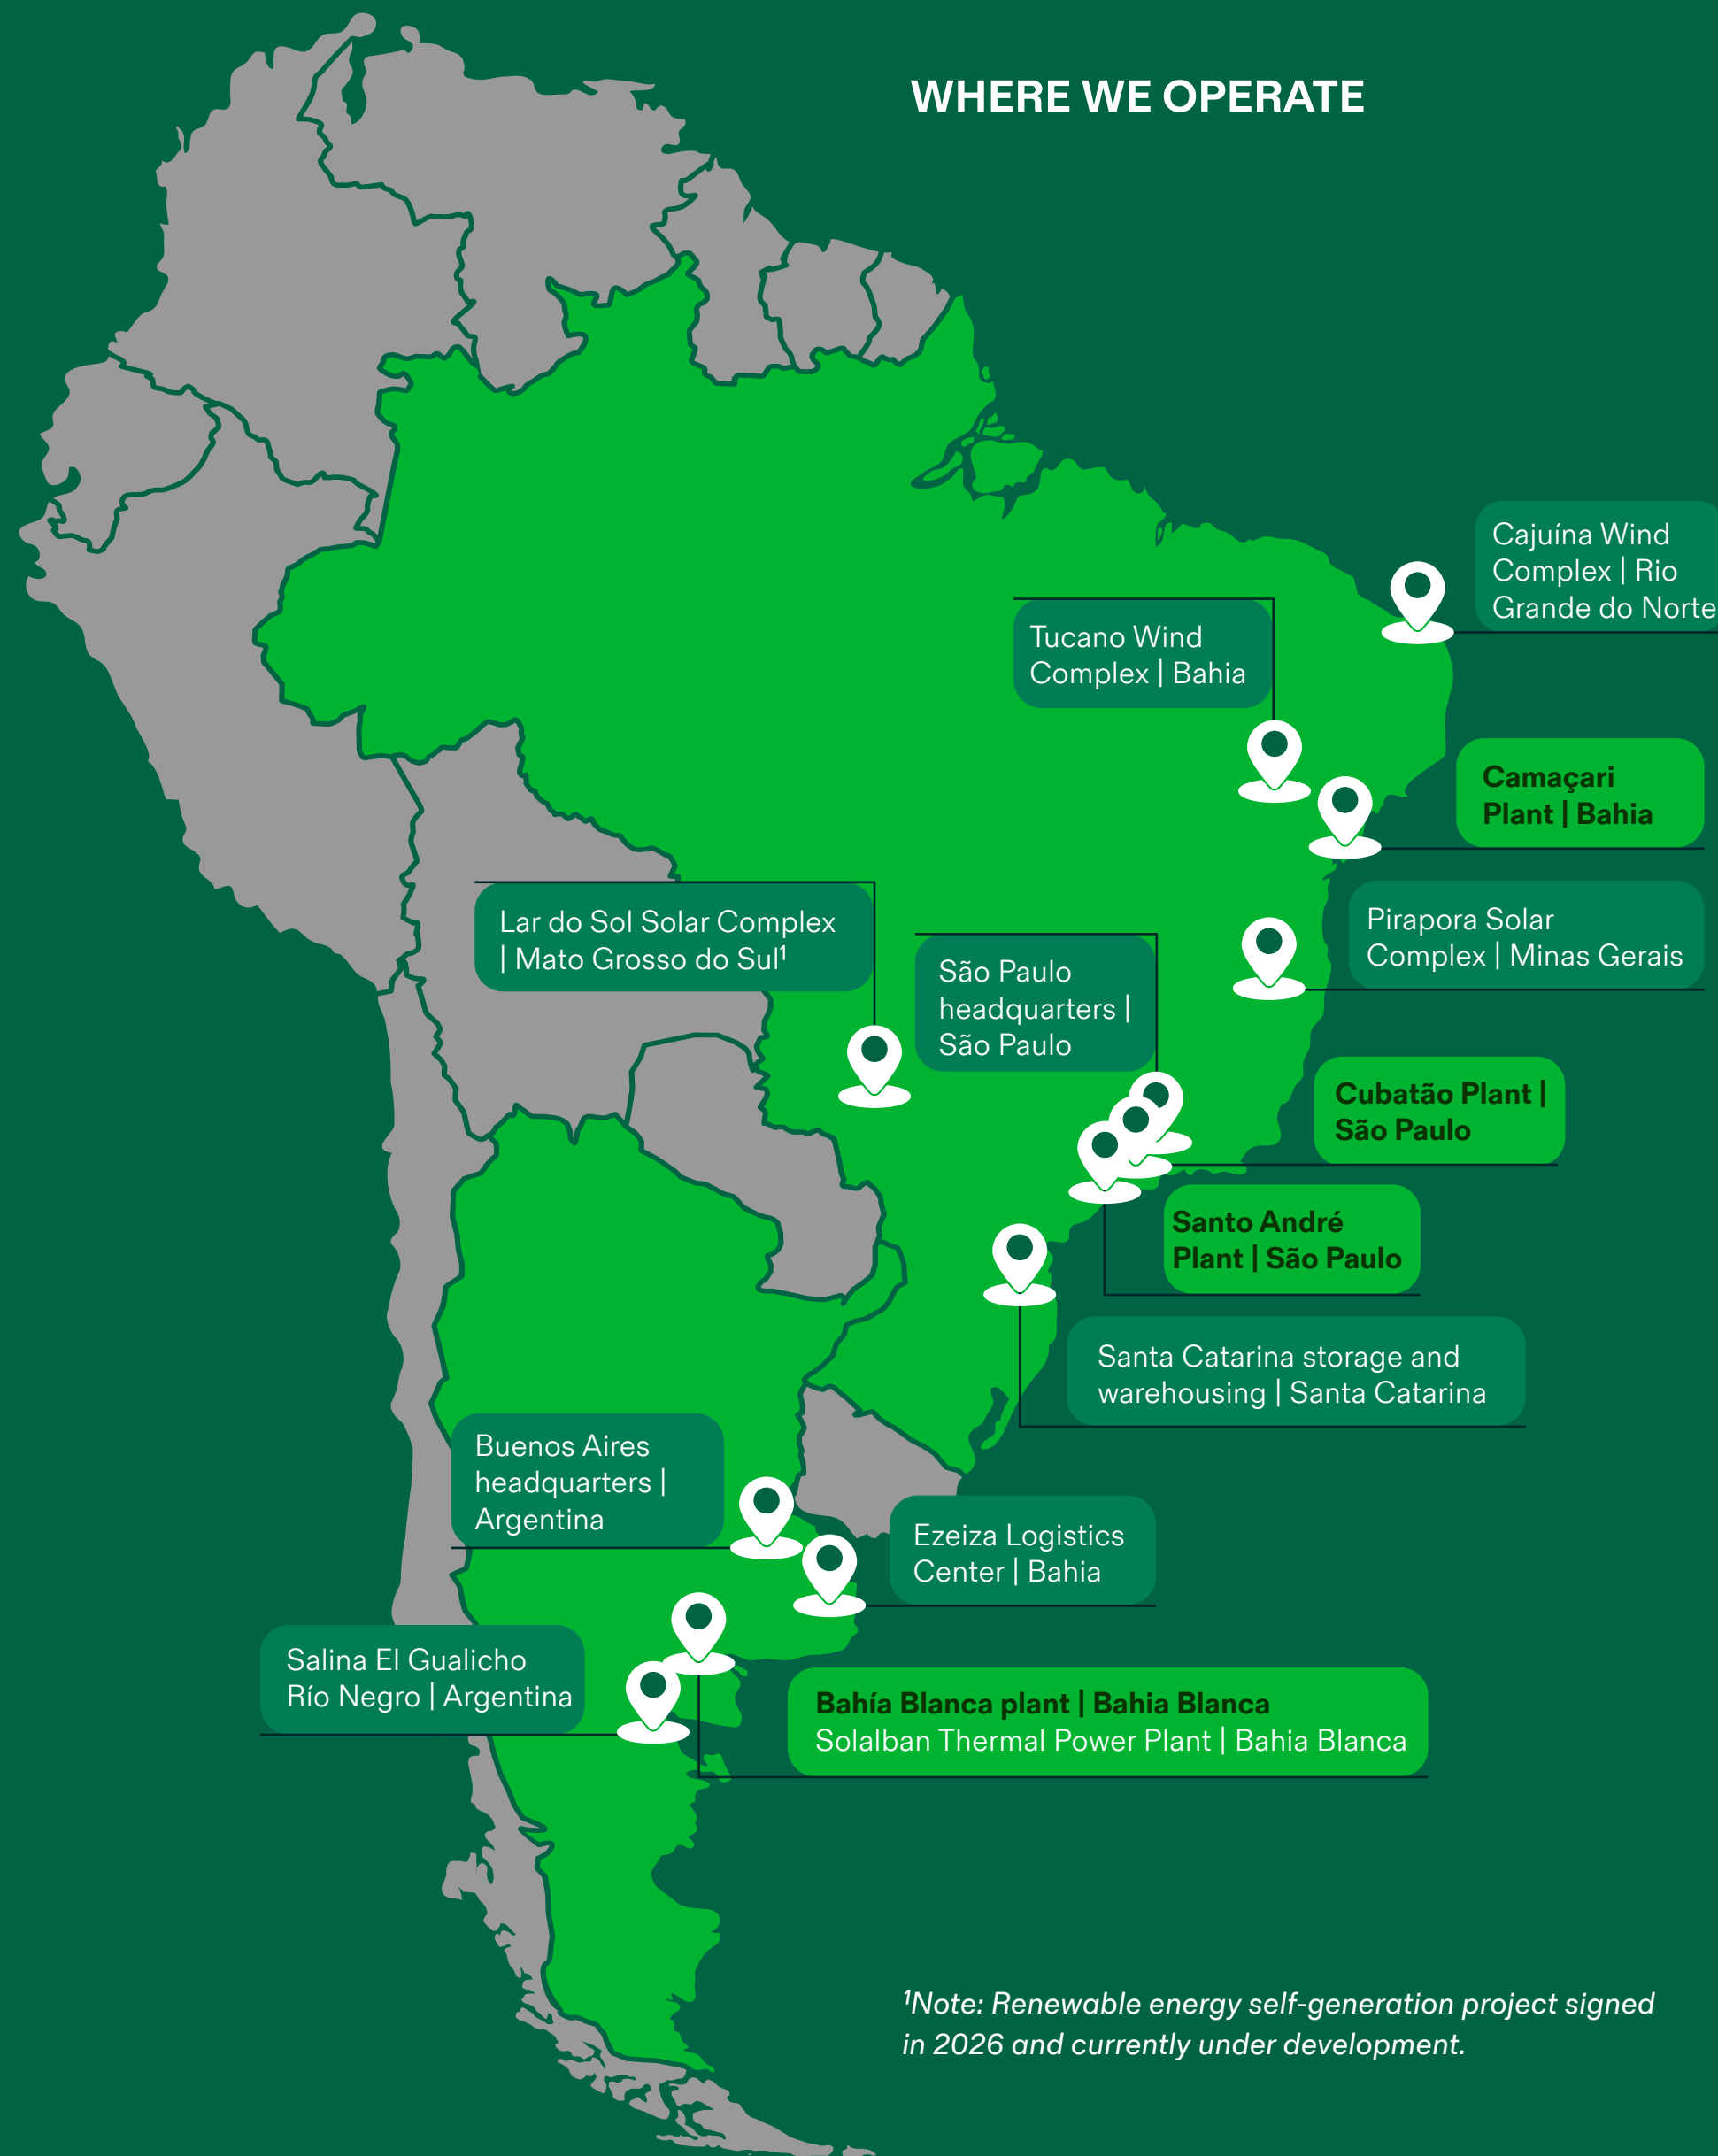 WHERE WE OPERATE
Cajuína Wind
Complex | Rio
Grande do Norte
Tucano Wind
Complex | Bahia
Camaçari
Plant | Bahia
Lar do Sol Solar Complex
| Mato Grosso do Sul¹
São Paulo
headquarters |
São Paulo
Pirapora Solar
Complex | Minas Gerais
Cubatão Plant |
São Paulo
Santo André
Plant | São Paulo
Santa Catarina storage and
warehousing | Santa Catarina
Buenos Aires
headquarters |
Argentina
Ezeiza Logistics
Center | Bahia
Salina El Gualicho
Río Negro | Argentina
Bahía Blanca plant | Bahia Blanca
Solalban Thermal Power Plant | Bahia Blanca
¹Note: Renewable energy self-generation project signed
in 2026 and currently under development.